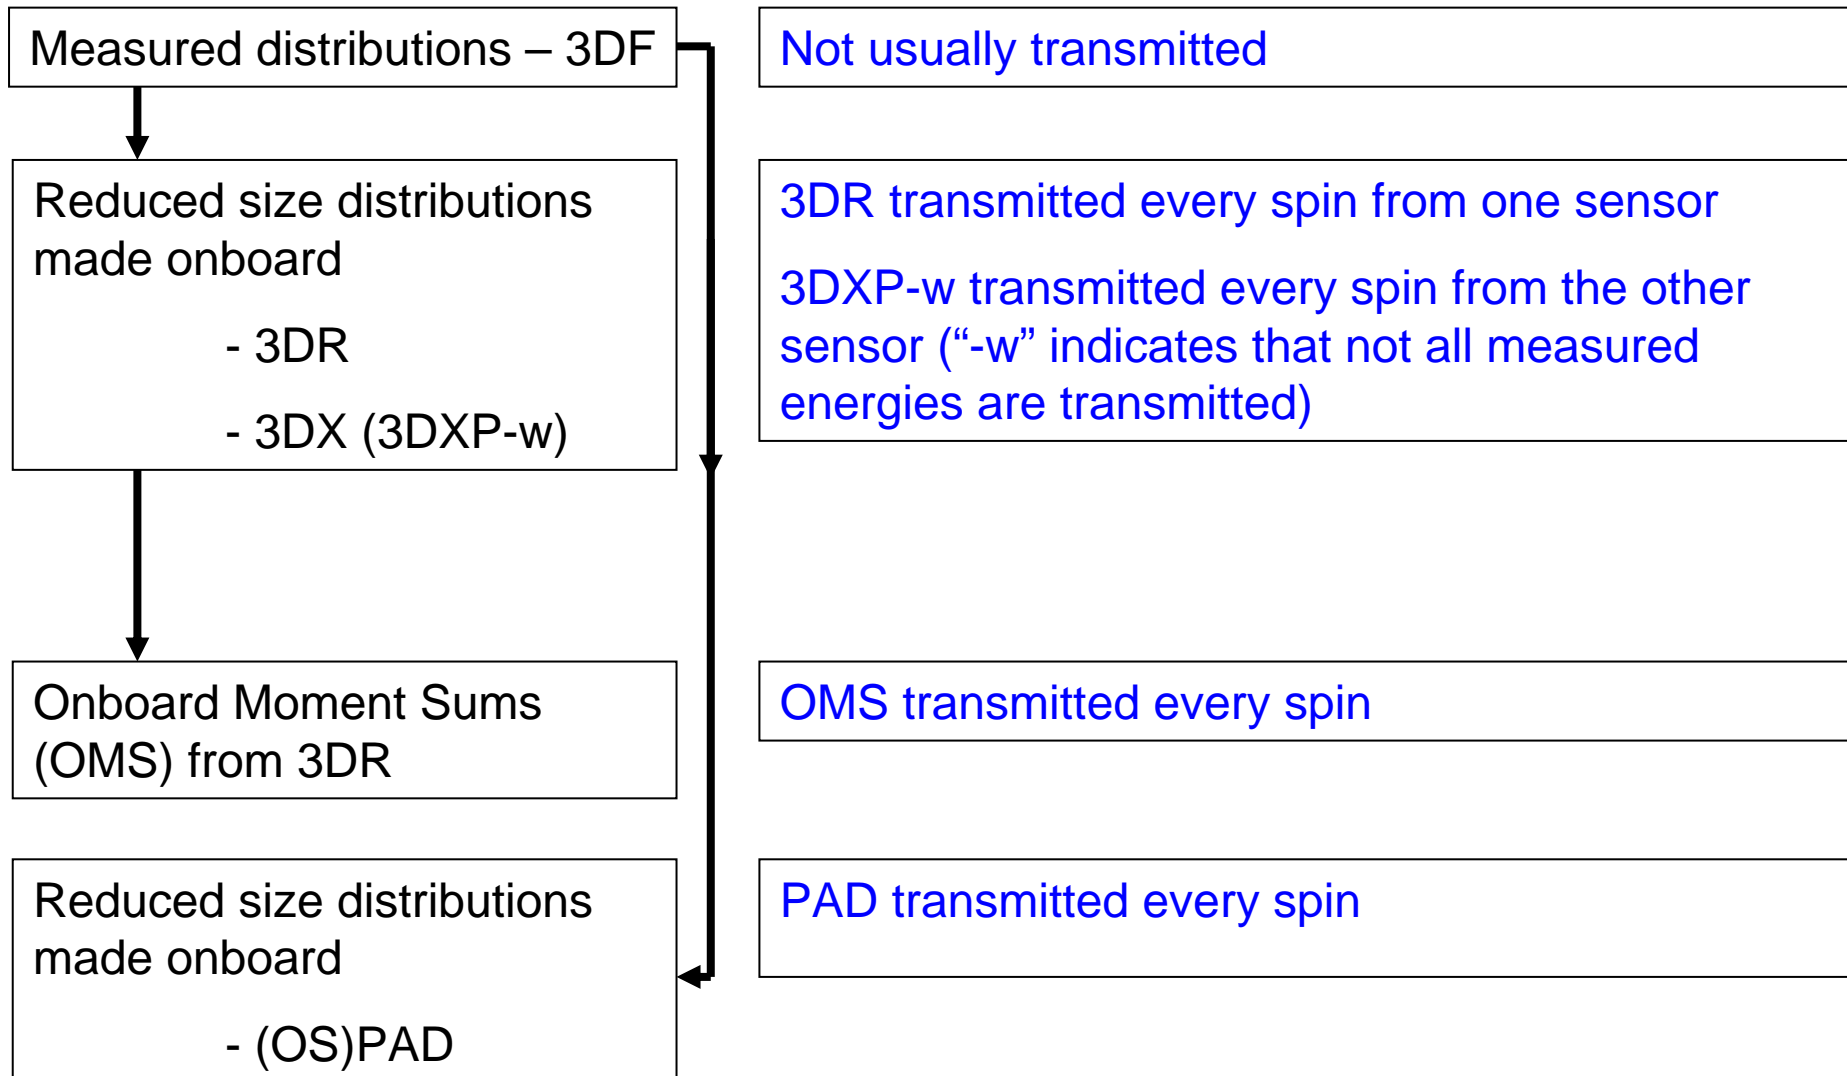 Measured distributions – 3DF
Not usually transmitted
Reduced size distributions
made onboard
- 3DR
- 3DX (3DXP-w)
3DR transmitted every spin from one sensor
3DXP-w transmitted every spin from the other
sensor (“-w” indicates that not all measured
energies are transmitted)
Onboard Moment Sums
(OMS) from 3DR
OMS transmitted every spin
Reduced size distributions
made onboard
- (OS)PAD
PAD transmitted every spin